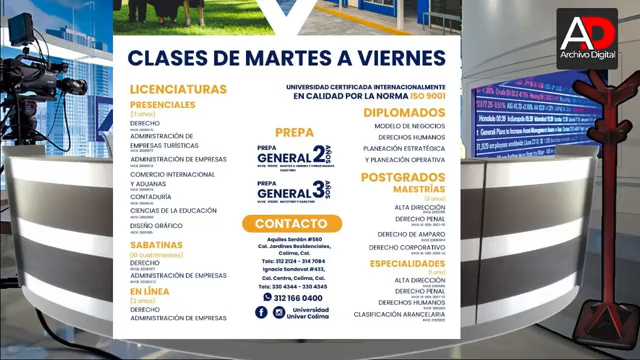 CLASES DE MARTES A VIERNES
LICENCIATURAS
PRESENCIALES
(3 años)
DERECHO
ADMINISTRACIÓN DE
EMPRESAS TURÍSTICAS
ADMINISTRACIÓN DE EMPRESAS
COMERCIO INTERNACIONAL
Y ADUANAS
CONTADURÍA
CIENCIAS DE LA EDUCACIÓN
DISEÑO GRÁFICO
SABATINAS
(10 cuatrimestres)
DERECHO
ADMINISTRACIÓN DE EMPRESAS
EN LÍNEA
(3 años)
DERECHO
ADMINISTRACIÓN DE EMPRESAS
UNIVERSIDAD CERTIFICADA INTERNACIONALMENTE
EN CALIDAD POR LA NORMA ISO 9001
PREPA
PREPA
GENERAL 2 AÑOS
PREPA
GENERAL 3 AÑOS
CONTACTO
Aquiles Serdán #560
Col. Jardines Residenciales,
Colima, Col.
Tels: 312 2124 - 314 7084
Ignacio Sandoval #433,
Col. Centro, Colima, Col.
Tels: 330 4344 - 330 4345
312 166 0400
Universidad
Univer Colima
DIPLOMADOS
MODELO DE NEGOCIOS
DERECHOS HUMANOS
PLANEACIÓN ESTRATÉGICA
Y PLANEACIÓN OPERATIVA
POSTGRADOS
MAESTRÍAS
(2 años)
ALTA DIRECCIÓN
DERECHO PENAL
DERECHO DE AMPARO
DERECHO CORPORATIVO
ESPECIALIDADES
(1 año)
ALTA DIRECCIÓN
DERECHO PENAL
DERECHOS HUMANOS
CLASIFICACIÓN ARANCELARIA
AD
Archivo Digital